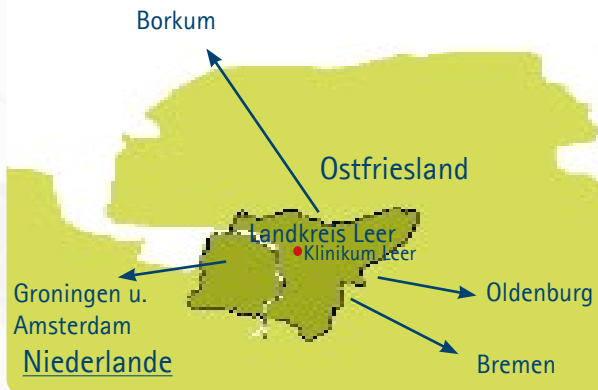 Borkum
Ostfriesland
Landkreis Leer
Klinikum Leer
Groningen u.
Amsterdam
Oldenburg
Niederlande
Bremen